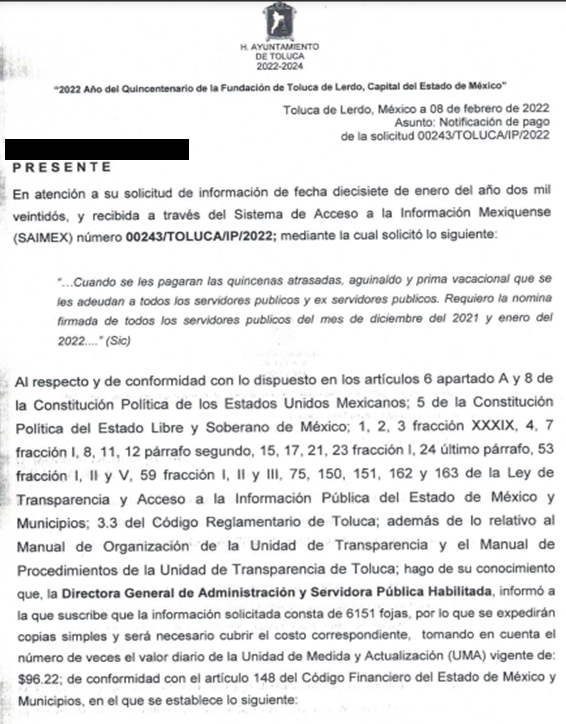 H. AYUNTAMIENTO
DE TOLUCA
2022-2024
"2022 Año del Quincentenario de la Fundación de Toluca de Lerdo, Capital del Estado de México"
Toluca de Lerdo, México a 08 de febrero de 2022
Asunto: Notificación de pago
de la solicitud 00243/TOLUCA/IP/2022
P R E S E N T E
En atención a su solicitud de información de fecha diecisiete de enero del año dos mil
veintidós, y recibida a través del Sistema de Acceso a la Información Mexiquense
(SAIMEX) número 00243/TOLUCA/IP/2022; mediante la cual solicitó lo siguiente:
"...Cuando se les pagaran las quincenas atrasadas, aguinaldo y prima vacacional que se
les adeudan a todos los servidores publicos y ex servidores publicos. Requiero la nomina
firmada de todos los servidores publicos del mes de diciembre del 2021 y enero del
2022...." (Sic)
Al respecto y de conformidad con lo dispuesto en los artículos 6 apartado A y 8 de
la Constitución Política de los Estados Unidos Mexicanos; 5 de la Constitución
Política del Estado Libre y Soberano de México; 1, 2, 3 fracción XXXIX, 4, 7
fracción I, 8, 11, 12 párrafo segundo, 15, 17, 21, 23 fracción I, 24 último párrafo, 53
fracción I, II y V, 59 fracción I, II y III, 75, 150, 151, 162 y 163 de la Ley de
Transparencia y Acceso a la Información Pública del Estado de México y
Municipios; 3.3 del Código Reglamentario de Toluca; además de lo relativo al
Manual de Organización de la Unidad de Transparencia y el Manual de
Procedimientos de la Unidad de Transparencia de Toluca; hago de su conocimiento
que, la Directora General de Administración y Servidora Pública Habilitada, informó a
la que suscribe que la información solicitada consta de 6151 fojas, por lo que se expedirán
copias simples y será necesario cubrir el costo correspondiente, tomando en cuenta el
número de veces el valor diario de la Unidad de Medida y Actualización (UMA) vigente de:
$96.22; de conformidad con el artículo 148 del Código Financiero del Estado de México y
Municipios, en el que se establece lo siguiente: